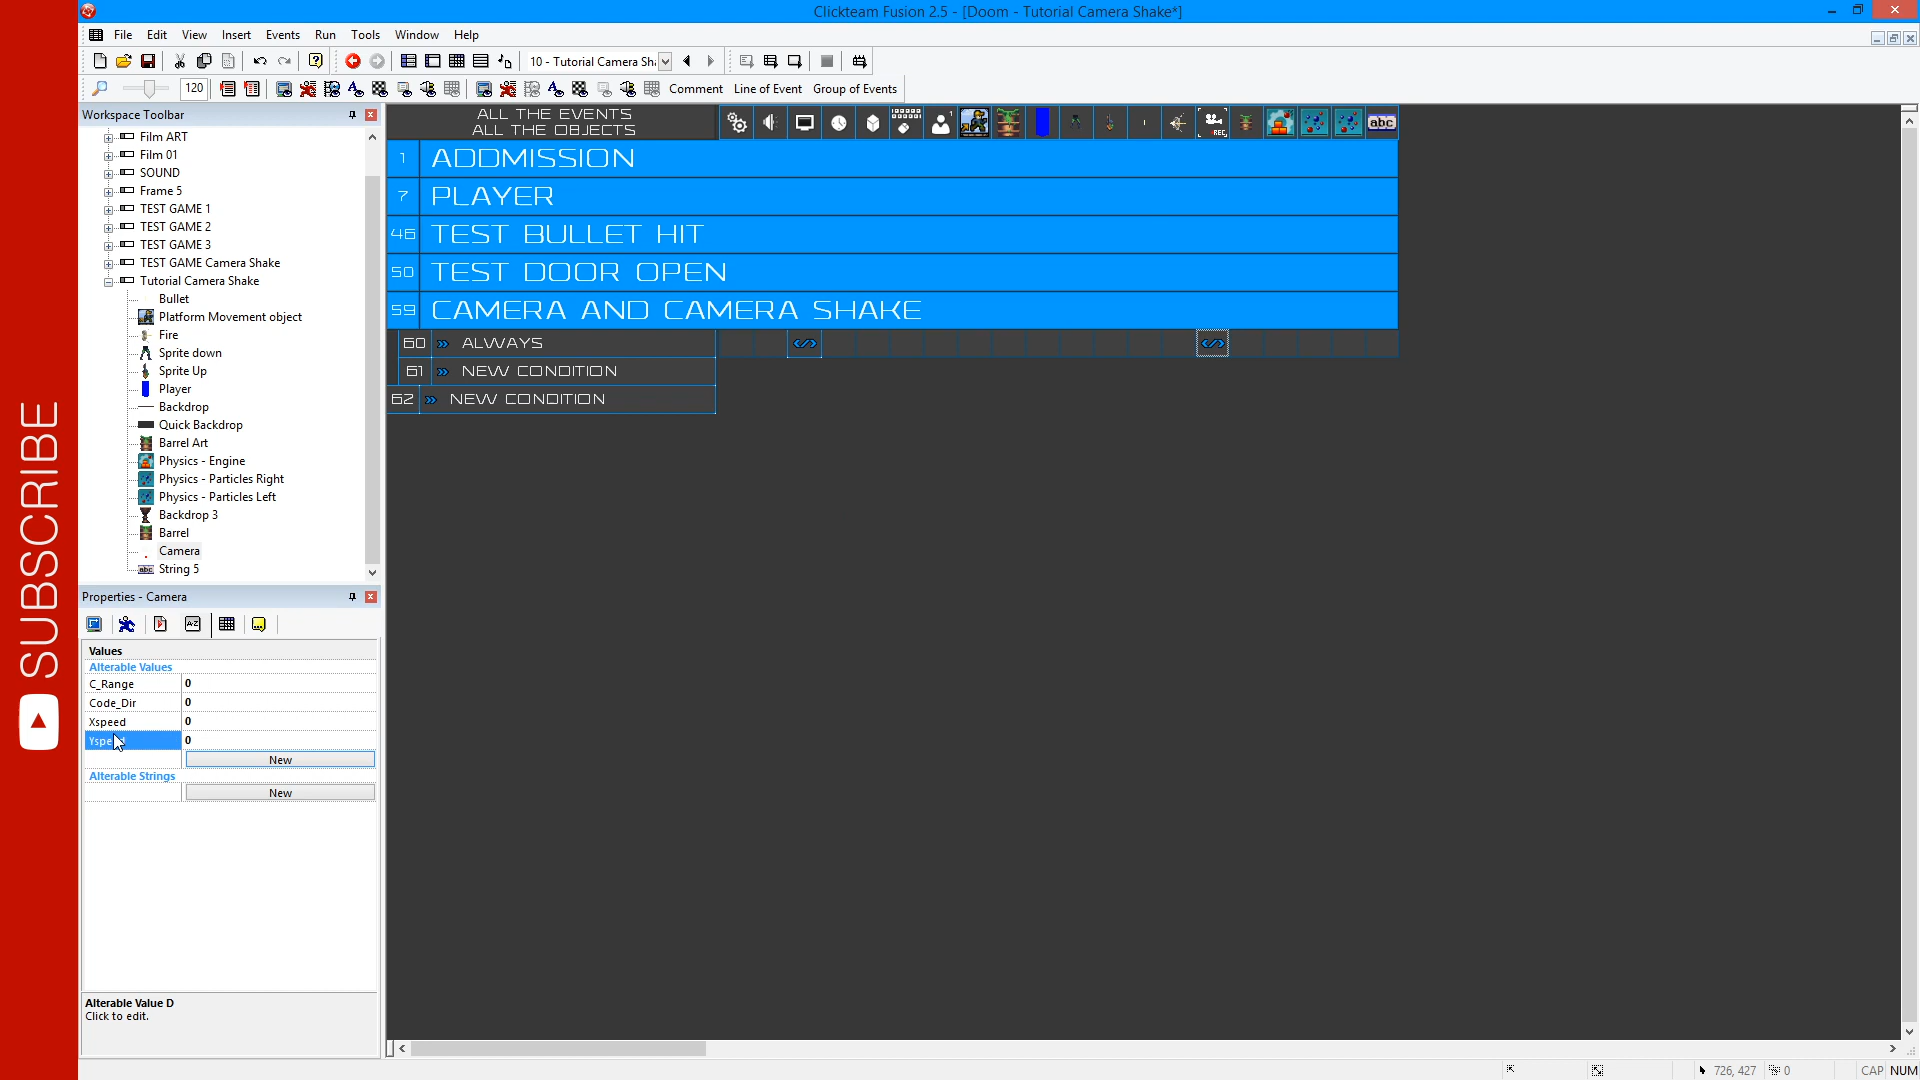 Clickteam Fusion 2.5 - [Doom - Tutorial Camera Shake*]
File Edit View Insert Events Run Tools Window Help
10 - Tutorial Camera Sh
120
Comment Line of Event Group of Events
Workspace Toolbar
Film ART
Film 01
SOUND
Frame 5
TEST GAME 1
TEST GAME 2
TEST GAME 3
TEST GAME Camera Shake
Tutorial Camera Shake
Bullet
Platform Movement object
Fire
Sprite down
Sprite Up
Player
Backdrop
Quick Backdrop
Barrel Art
Physics - Engine
Physics - Particles Right
Physics - Particles Left
Backdrop 3
Barrel
Camera
String 5
ALL THE EVENTS
ALL THE OBJECTS
REC
abc
1 ADDMISSION
7 PLAYER
46 TEST BULLET HIT
50 TEST DOOR OPEN
59 CAMERA AND CAMERA SHAKE
60 ALWAYS
61 NEW CONDITION
62 NEW CONDITION
Properties - Camera
Values
Alterable Values
C_Range 0
Code_Dir 0
Xspeed 0
0
New
Alterable Strings
New
Alterable Value D
Click to edit.
726, 427
0
CAP NUM
SUBSCRIBE